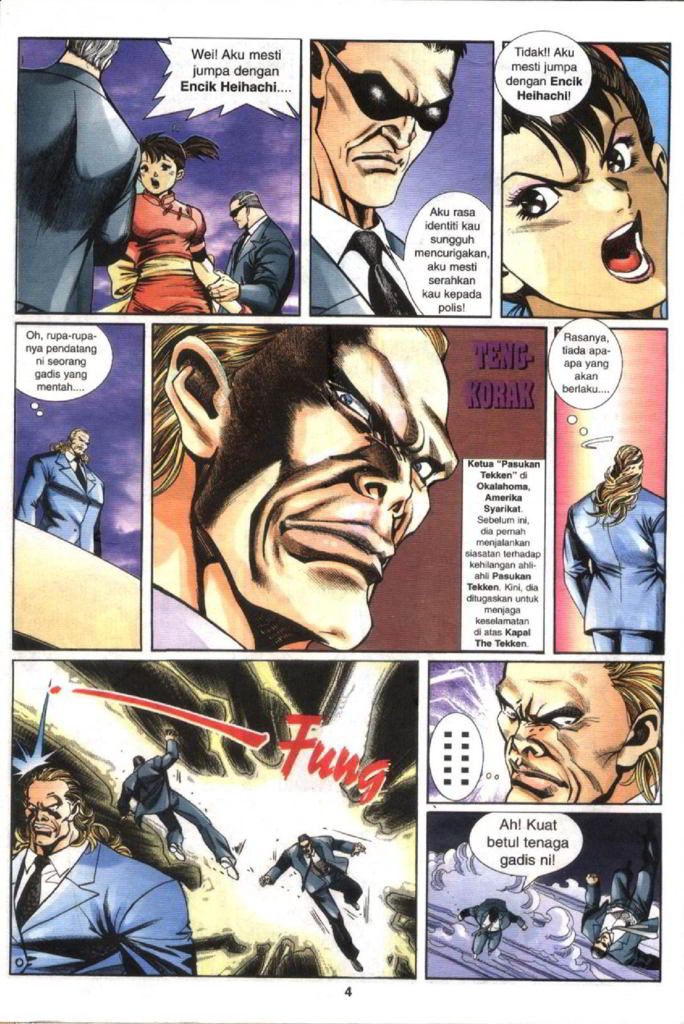 Wei! Aku mesti
jumpa dengan
Encik Heihachi....
Aku rasa
identiti kau
sungguh
mencurigakan,
aku mesti
serahkan
kau kepada
polis!
Tidak!! Aku
mesti jumpa
dengan Encik
Heihachi!
Oh, rupa-rupa-
nya pendatang
ni seorang
gadis yang
mentah....
TENG-
KORAK
Ketua "Pasukan
Tekken" di
Okalahoma,
Amerika
Syarikat.
Sebelum ini,
dia pernah
menjalankan
siasatan terhadap
kehilangan ahli-
ahli Pasukan
Tekken. Kini, dia
ditugaskan untuk
menjaga
keselamatan
di atas Kapal
The Tekken.
Rasanya,
tiada apa-
apa yang
akan
berlaku....
Fung
Ah! Kuat
betul tenaga
gadis ni!
4